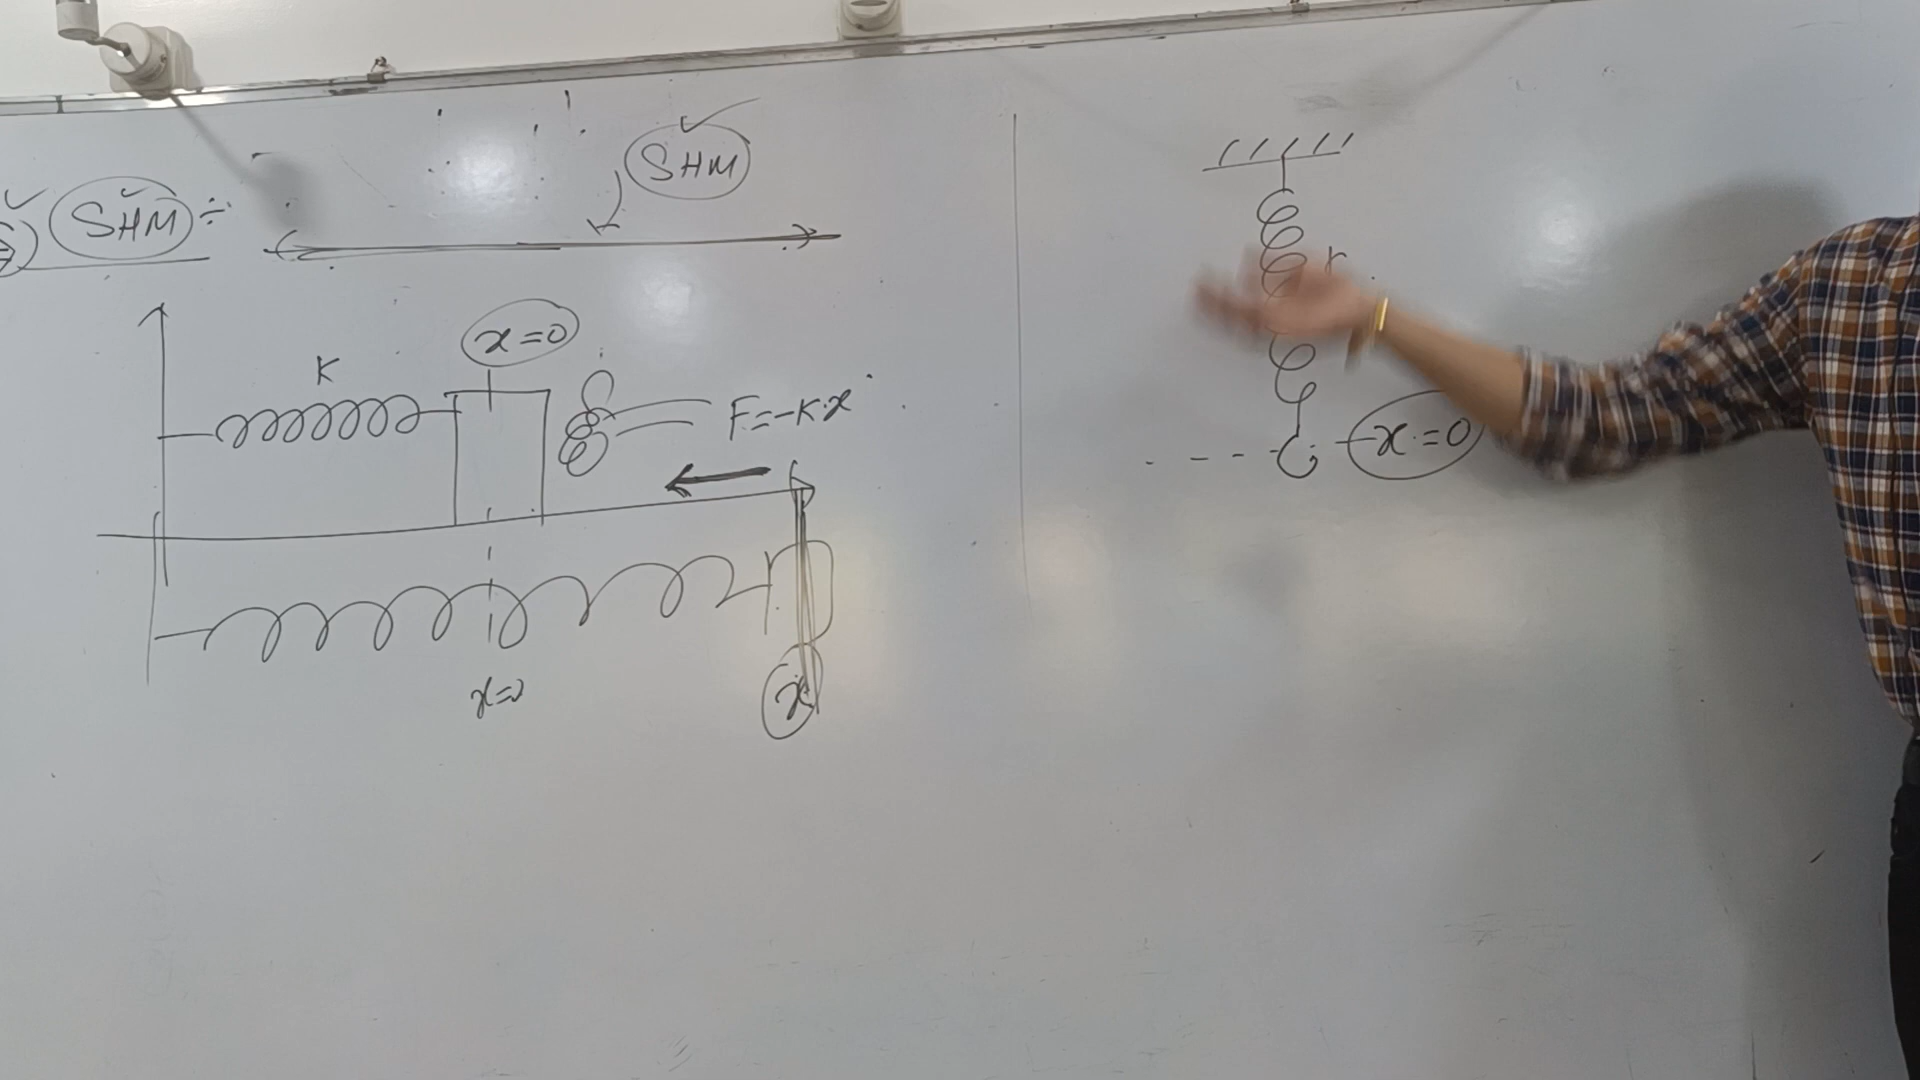 SHM
SHM ÷
x=0
K
F=-K.x
x=0
x
K
x=0